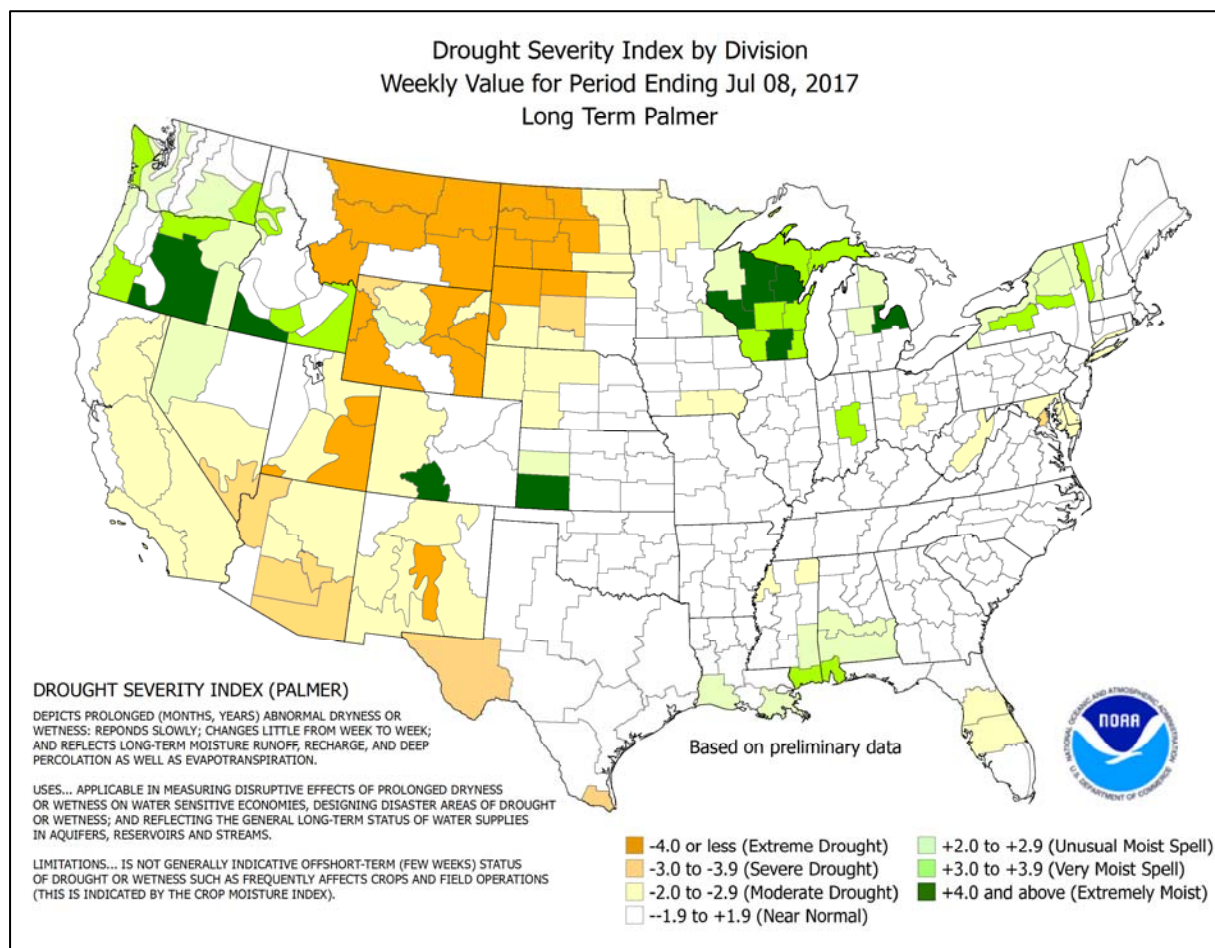 Drought Severity Index by Division
Weekly Value for Period Ending Jul 08, 2017
Long Term Palmer
DROUGHT SEVERITY INDEX (PALMER)
DEPICTS PROLONGED (MONTHS, YEARS) ABNORMAL DRYNESS OR
WETNESS: REPONDS SLOWLY; CHANGES LITTLE FROM WEEK TO WEEK;
AND REFLECTS LONG-TERM MOISTURE RUNOFF, RECHARGE, AND DEEP
PERCOLATION AS WELL AS EVAPOTRANSPIRATION.
USES... APPLICABLE IN MEASURING DISRUPTIVE EFFECTS OF PROLONGED DRYNESS
OR WETNESS ON WATER SENSITIVE ECONOMIES, DESIGNING DISASTER AREAS OF DROUGHT
OR WETNESS; AND REFLECTING THE GENERAL LONG-TERM STATUS OF WATER SUPPLIES
IN AQUIFERS, RESERVOIRS AND STREAMS.
LIMITATIONS... IS NOT GENERALLY INDICATIVE OFFSHORT-TERM (FEW WEEKS) STATUS
OF DROUGHT OR WETNESS SUCH AS FREQUENTLY AFFECTS CROPS AND FIELD OPERATIONS
(THIS IS INDICATED BY THE CROP MOISTURE INDEX).
Based on preliminary data
NATIONAL OCEANIC AND ATMOSPHERIC ADMINISTRATION
NOAA
U.S. DEPARTMENT OF COMMERCE
-4.0 or less (Extreme Drought)
-3.0 to -3.9 (Severe Drought)
-2.0 to -2.9 (Moderate Drought)
--1.9 to +1.9 (Near Normal)
+2.0 to +2.9 (Unusual Moist Spell)
+3.0 to +3.9 (Very Moist Spell)
+4.0 and above (Extremely Moist)